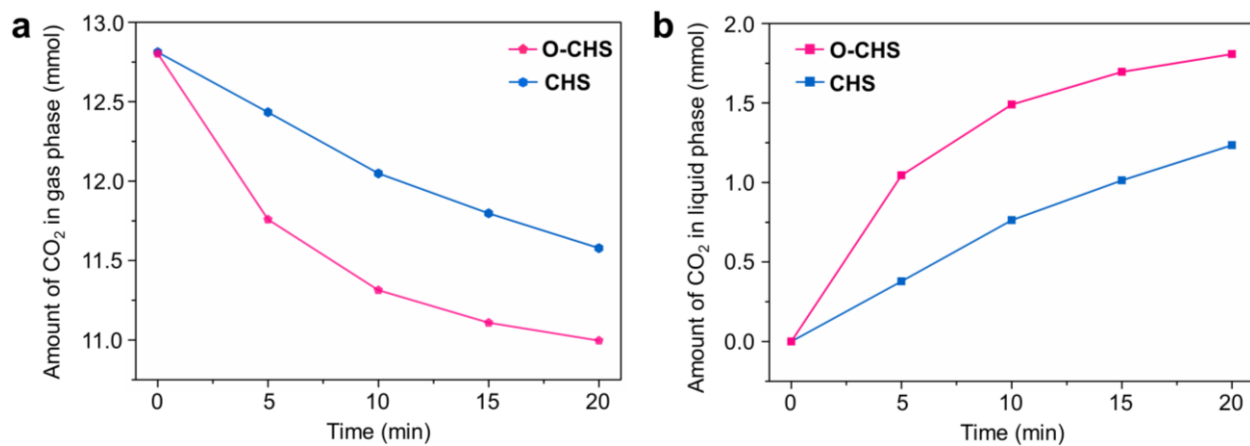 a
Amount of CO2 in gas phase (mmol)
13.0
12.5
12.0
11.5
11.0
O-CHS
CHS
0 5 10 15 20
Time (min)
b
Amount of CO2 in liquid phase (mmol)
2.0
1.5
1.0
0.5
0.0
O-CHS
CHS
0 5 10 15 20
Time (min)